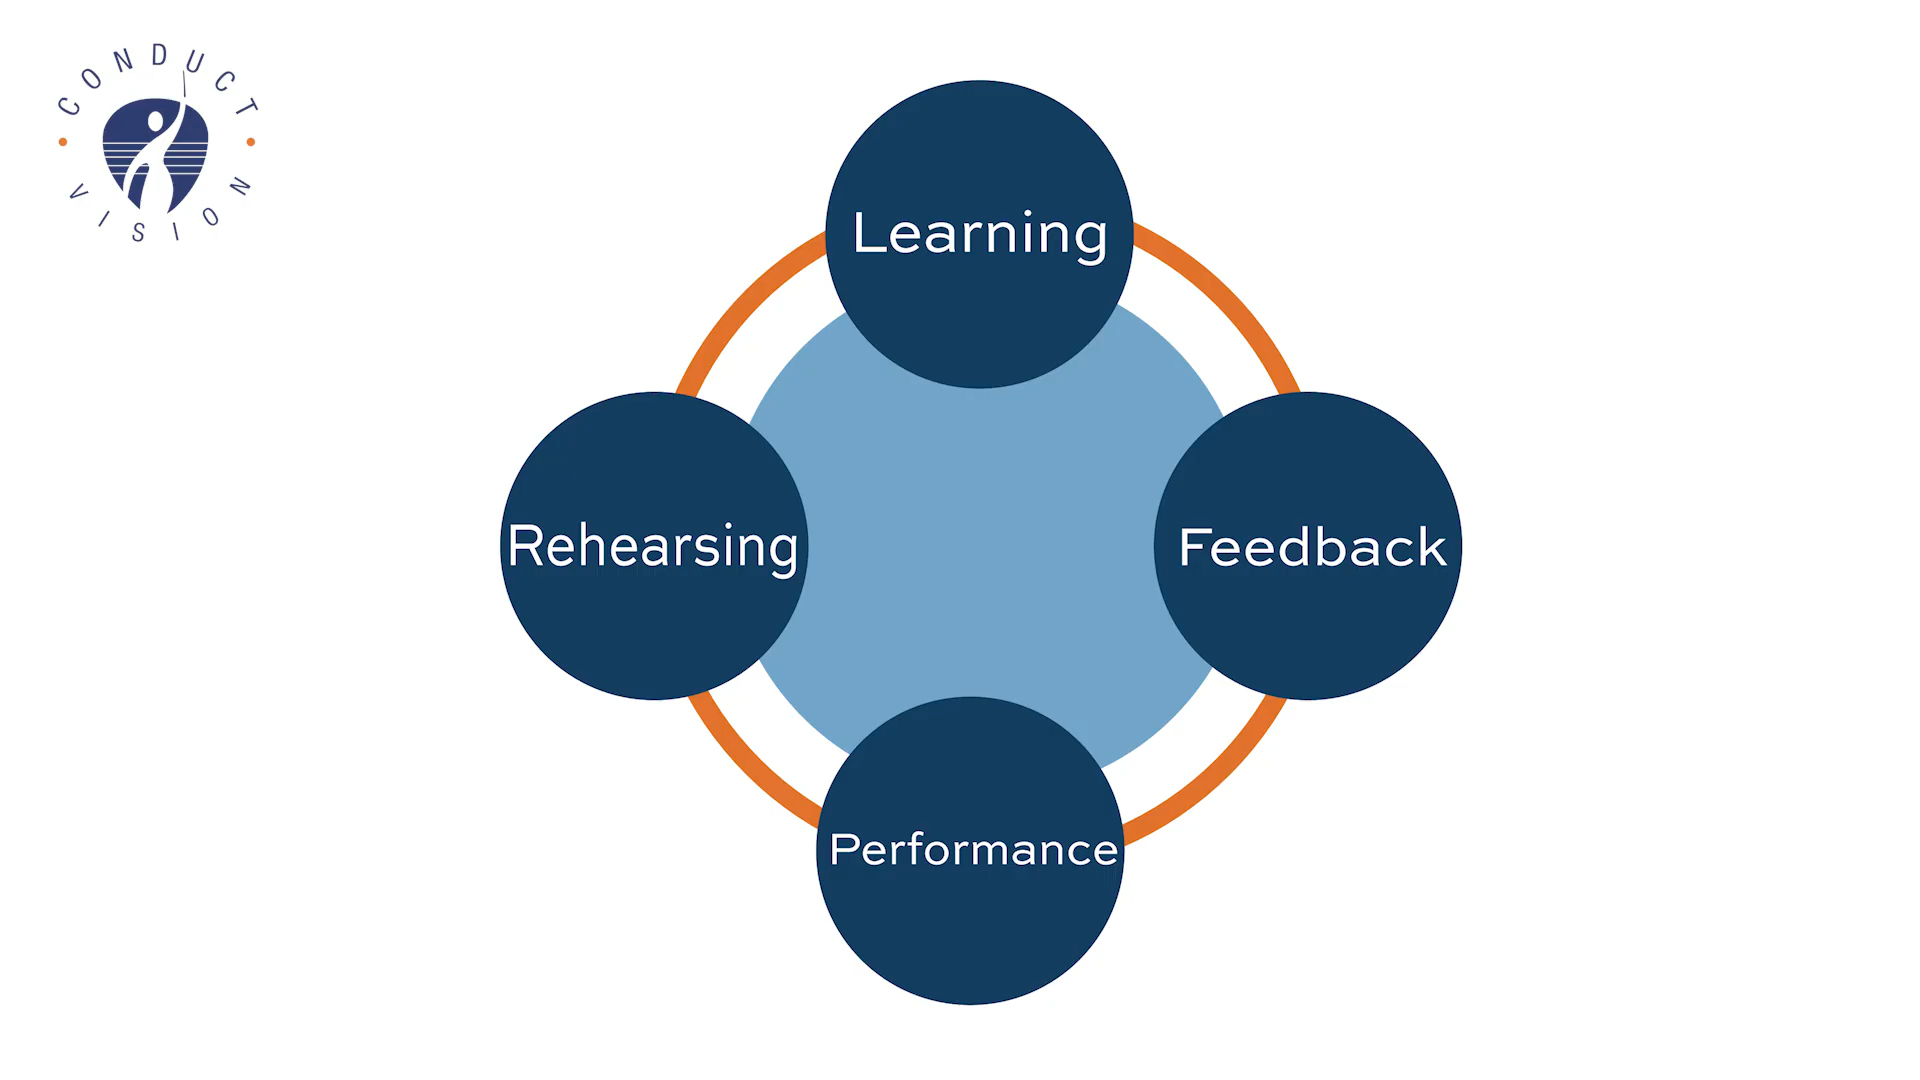 CONDUCT
VISION
Learning
Rehearsing
Feedback
Performance